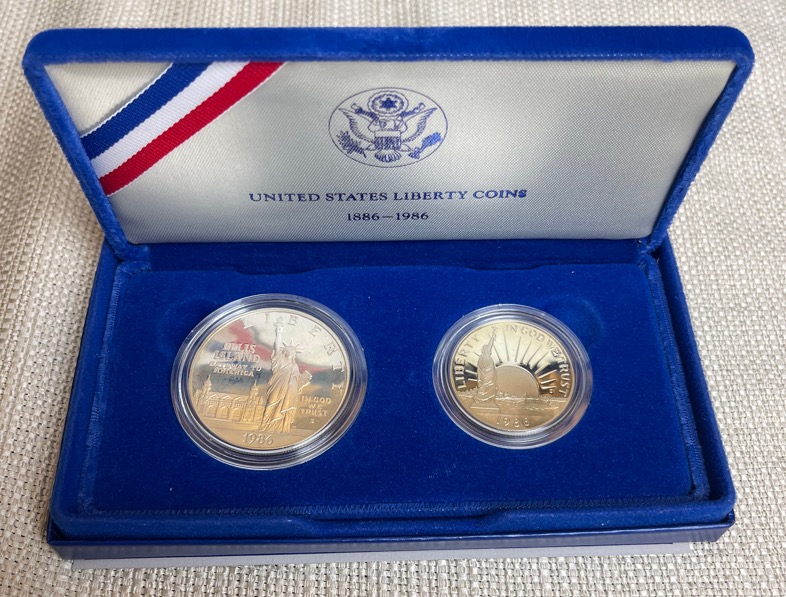 UNITED STATES LIBERTY COINS
1886–1986
LIBERTY
ELLIS
ISLAND
GATEWAY TO
AMERICA
IN GOD
WE
TRUST
S
1986
LIBERTY
IN GOD WE TRUST
1986